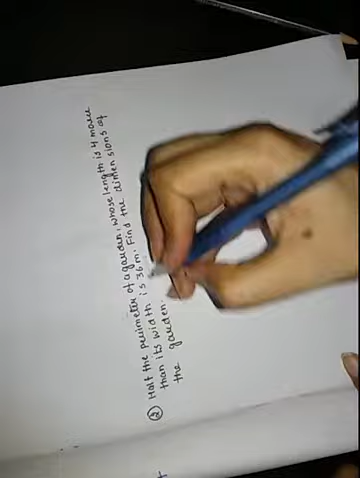 ② Half the perimeter of a garden, whose length is 4 more
than its width is 36m. Find the dimensions of
the garden.